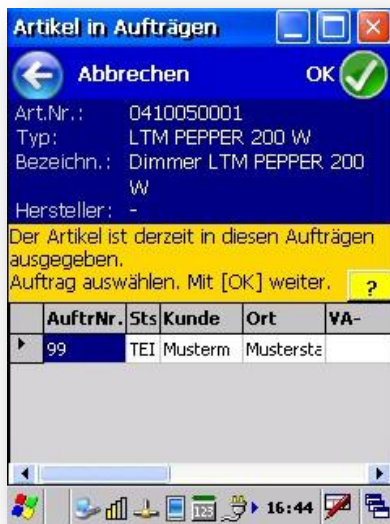 Artikel in Aufträgen
Abbrechen OK
Art.Nr.: 0410050001
Typ: LTM PEPPER 200 W
Bezeichn.: Dimmer LTM PEPPER 200
W
Hersteller: -
Der Artikel ist derzeit in diesen Aufträgen
ausgegeben.
Auftrag auswählen. Mit [OK] weiter. ?
AuftrNr. Sts Kunde Ort VA-
99 TEI Musterm Mustersta
123 16:44